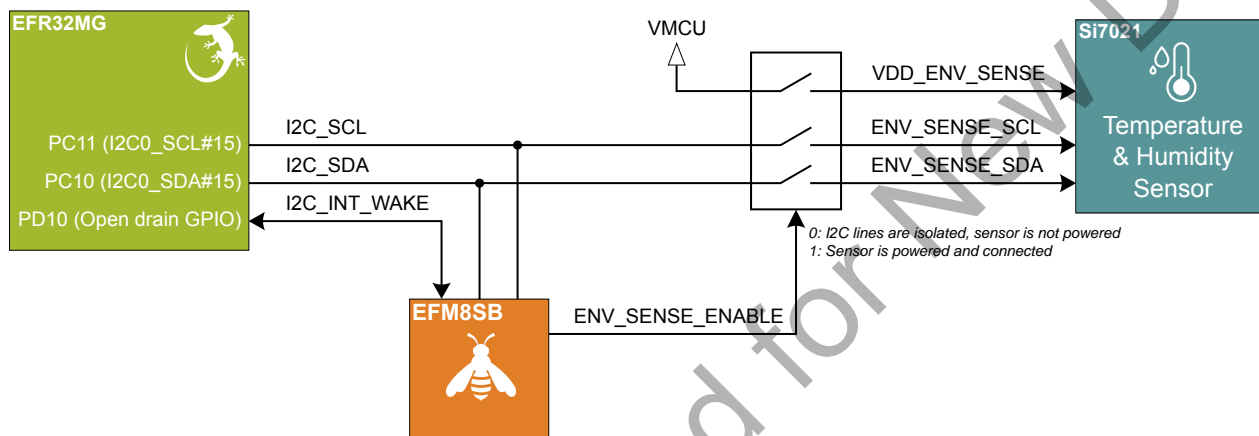 EFR32MG
VMCU
Si7021
VDD_ENV_SENSE
PC11 (I2C0_SCL#15)
I2C_SCL
ENV_SENSE_SCL
Temperature
& Humidity
Sensor
PC10 (I2C0_SDA#15)
I2C_SDA
ENV_SENSE_SDA
PD10 (Open drain GPIO)
I2C_INT_WAKE
0: I2C lines are isolated, sensor is not powered
1: Sensor is powered and connected
EFM8SB
ENV_SENSE_ENABLE
d for New D